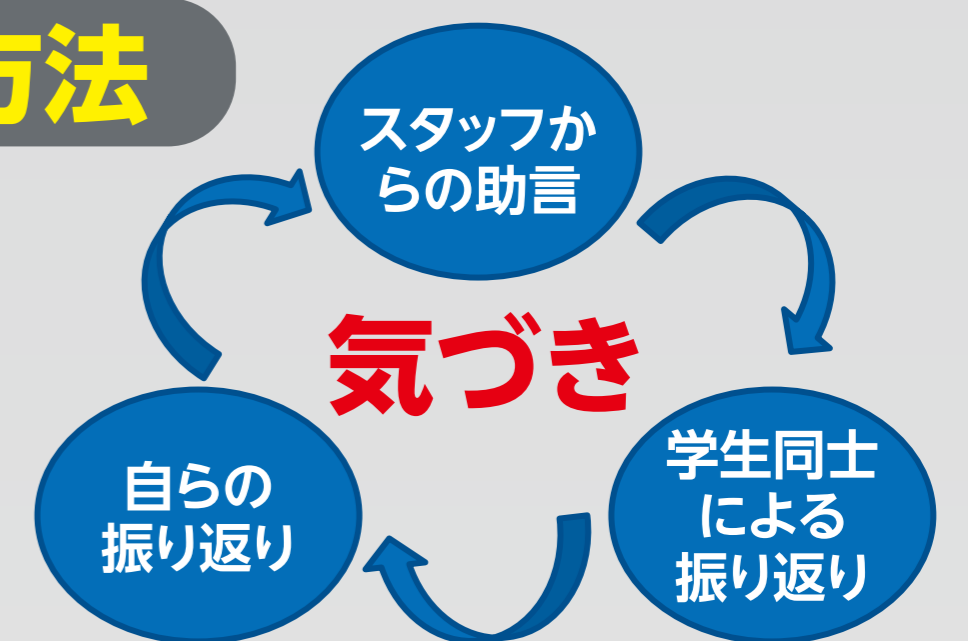 方法
スタッフか
らの助言
気づき
自らの
振り返り
学生同士
による
振り返り